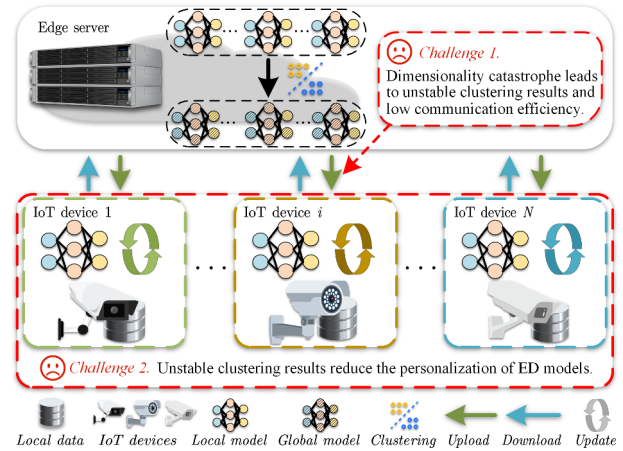 Edge server
Challenge 1.
Dimensionality catastrophe leads
to unstable clustering results and
low communication efficiency.
IoT device 1
IoT device i
IoT device N
Challenge 2. Unstable clustering results reduce the personalization of ED models.
Local data IoT devices Local model Global model Clustering Upload Download Update